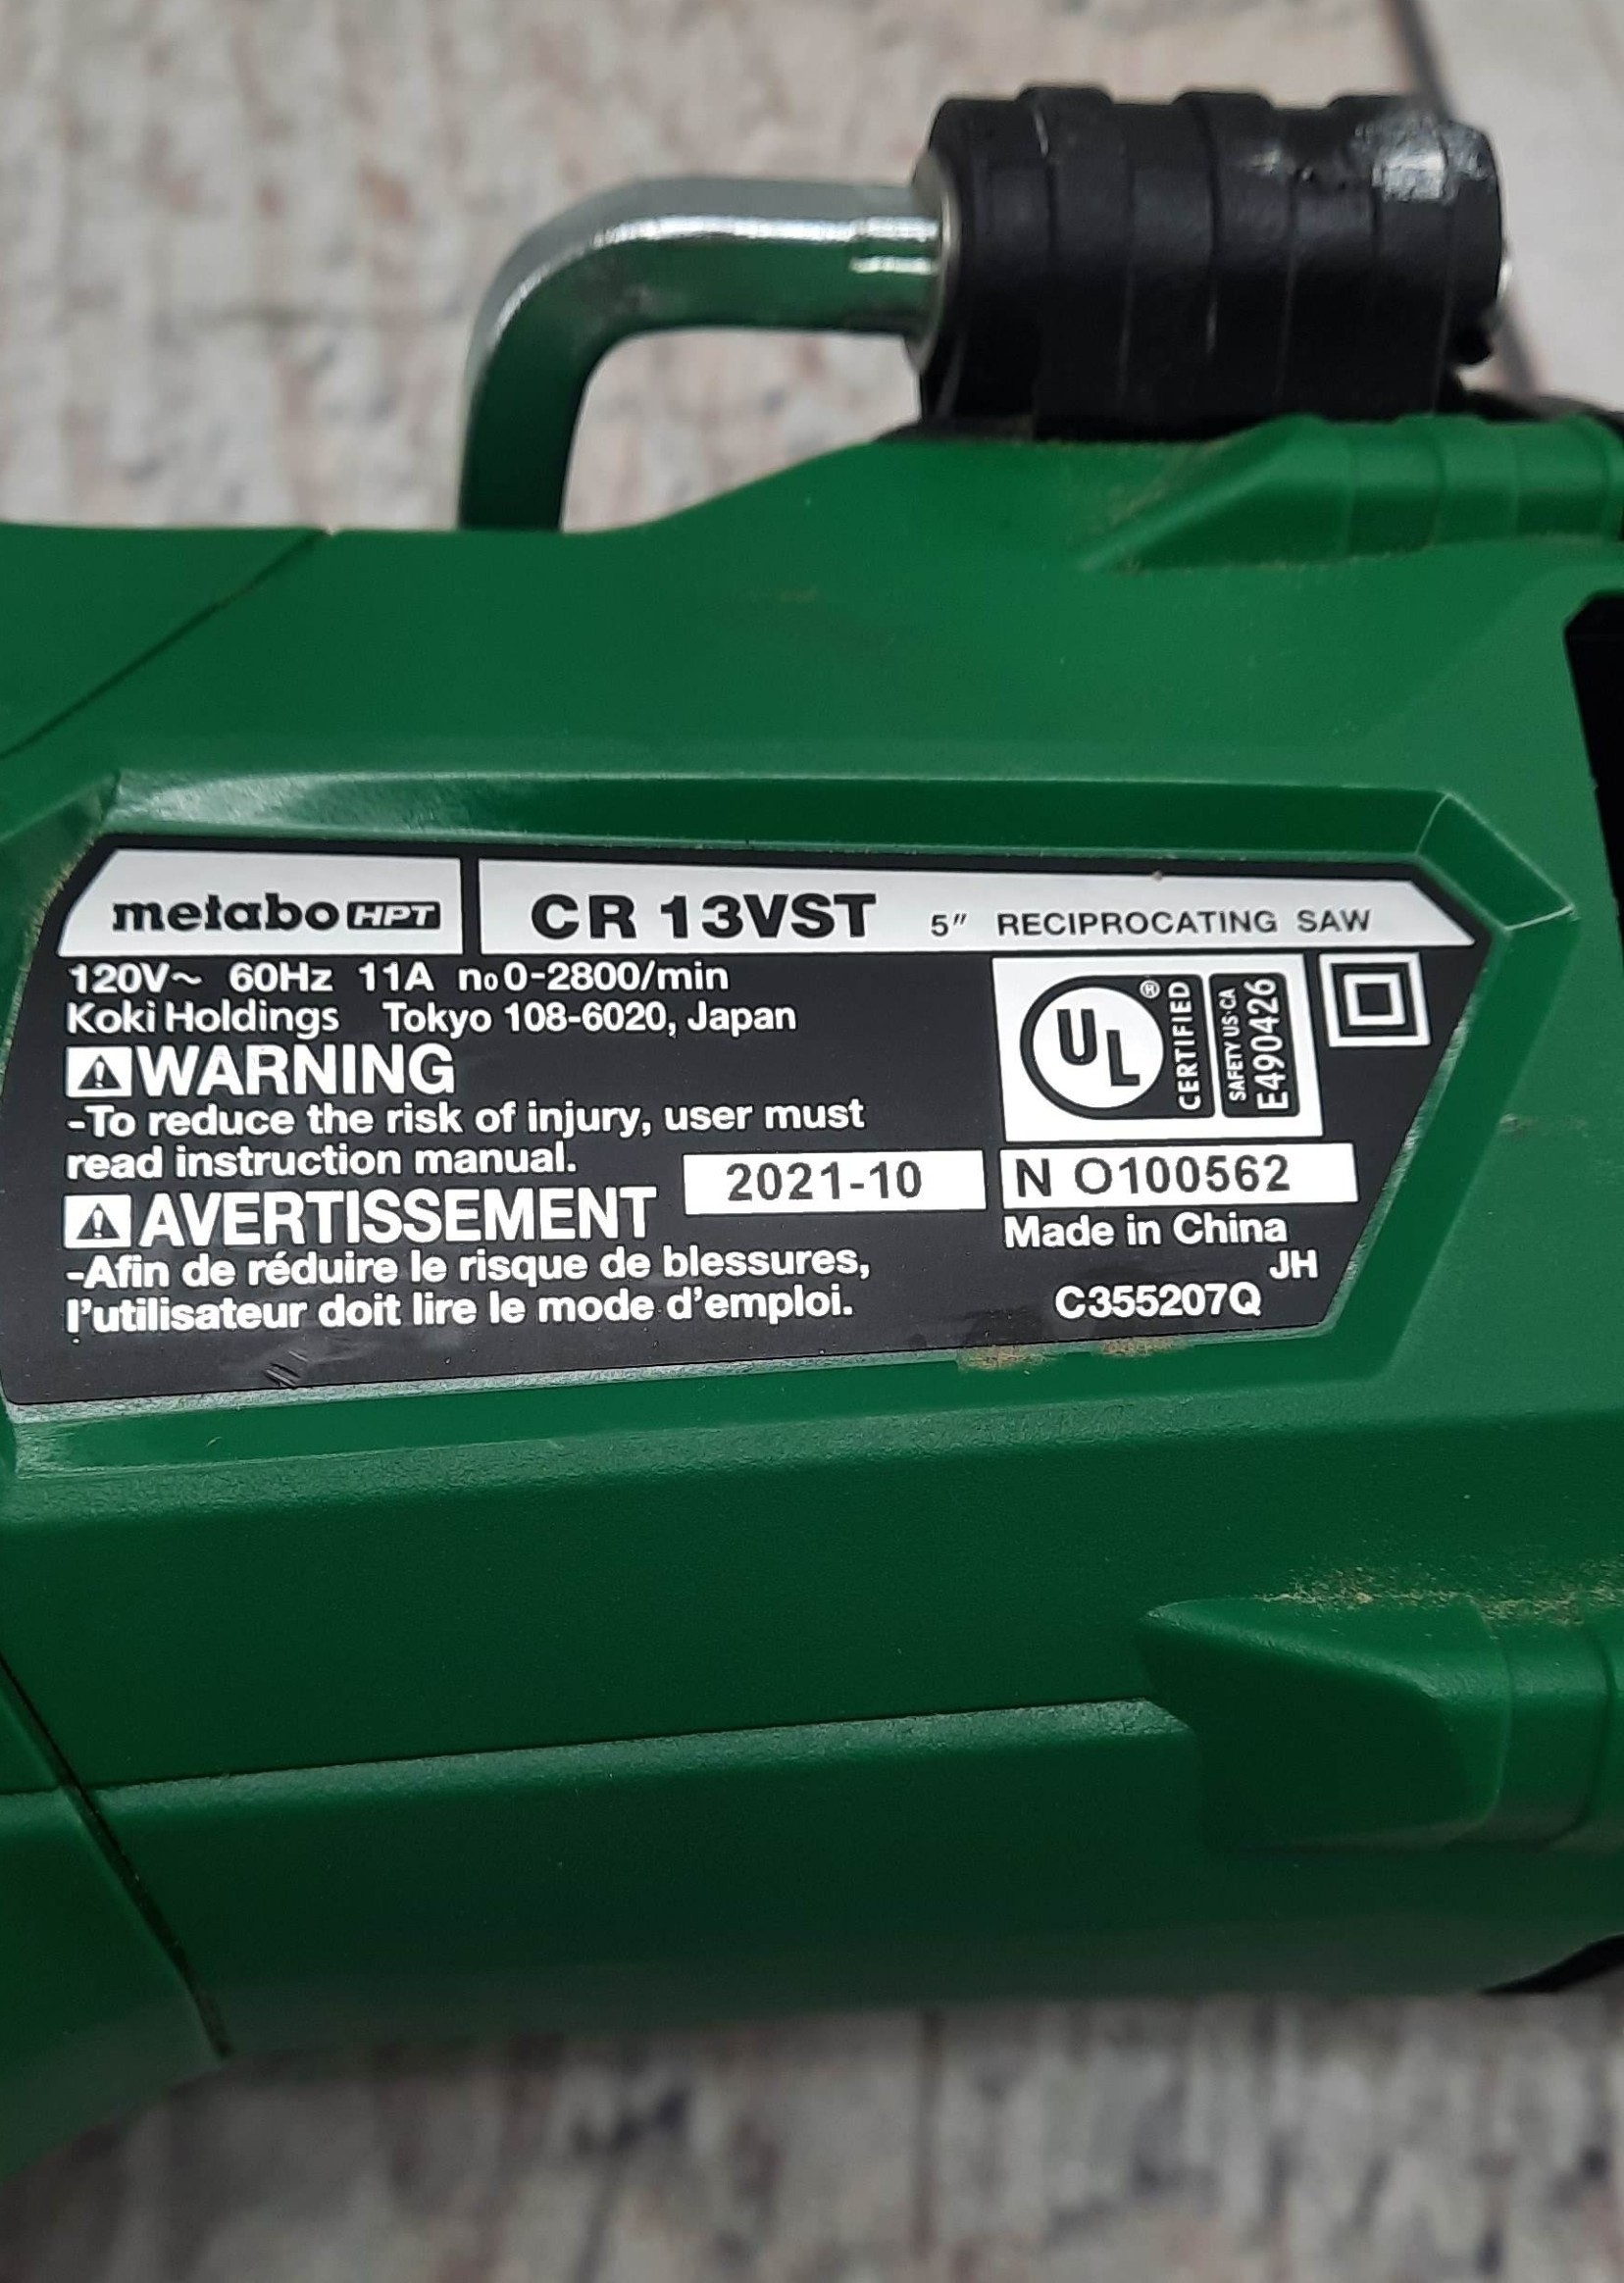 metabo HPT CR 13VST 5" RECIPROCATING SAW
120V~ 60Hz 11A no 0-2800/min
Koki Holdings Tokyo 108-6020, Japan
WARNING
-To reduce the risk of injury, user must
read instruction manual.
AVERTISSEMENT
-Afin de réduire le risque de blessures,
l'utilisateur doit lire le mode d'emploi.
2021-10
UL ® CERTIFIED
SAFETY US·CA
E490426
N O100562
Made in China
JH
C355207Q